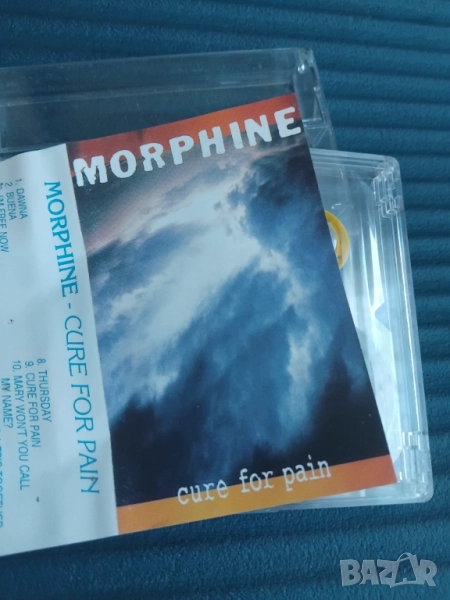 MORPHINE
cure for pain
MORPHINE - CURE FOR PAIN
1. DAWNA
2. BUENA
I'M FREE NOW
8. THURSDAY
9. CURE FOR PAIN
10. MARY WON'T YOU CALL
MY NAME?
BAZAR